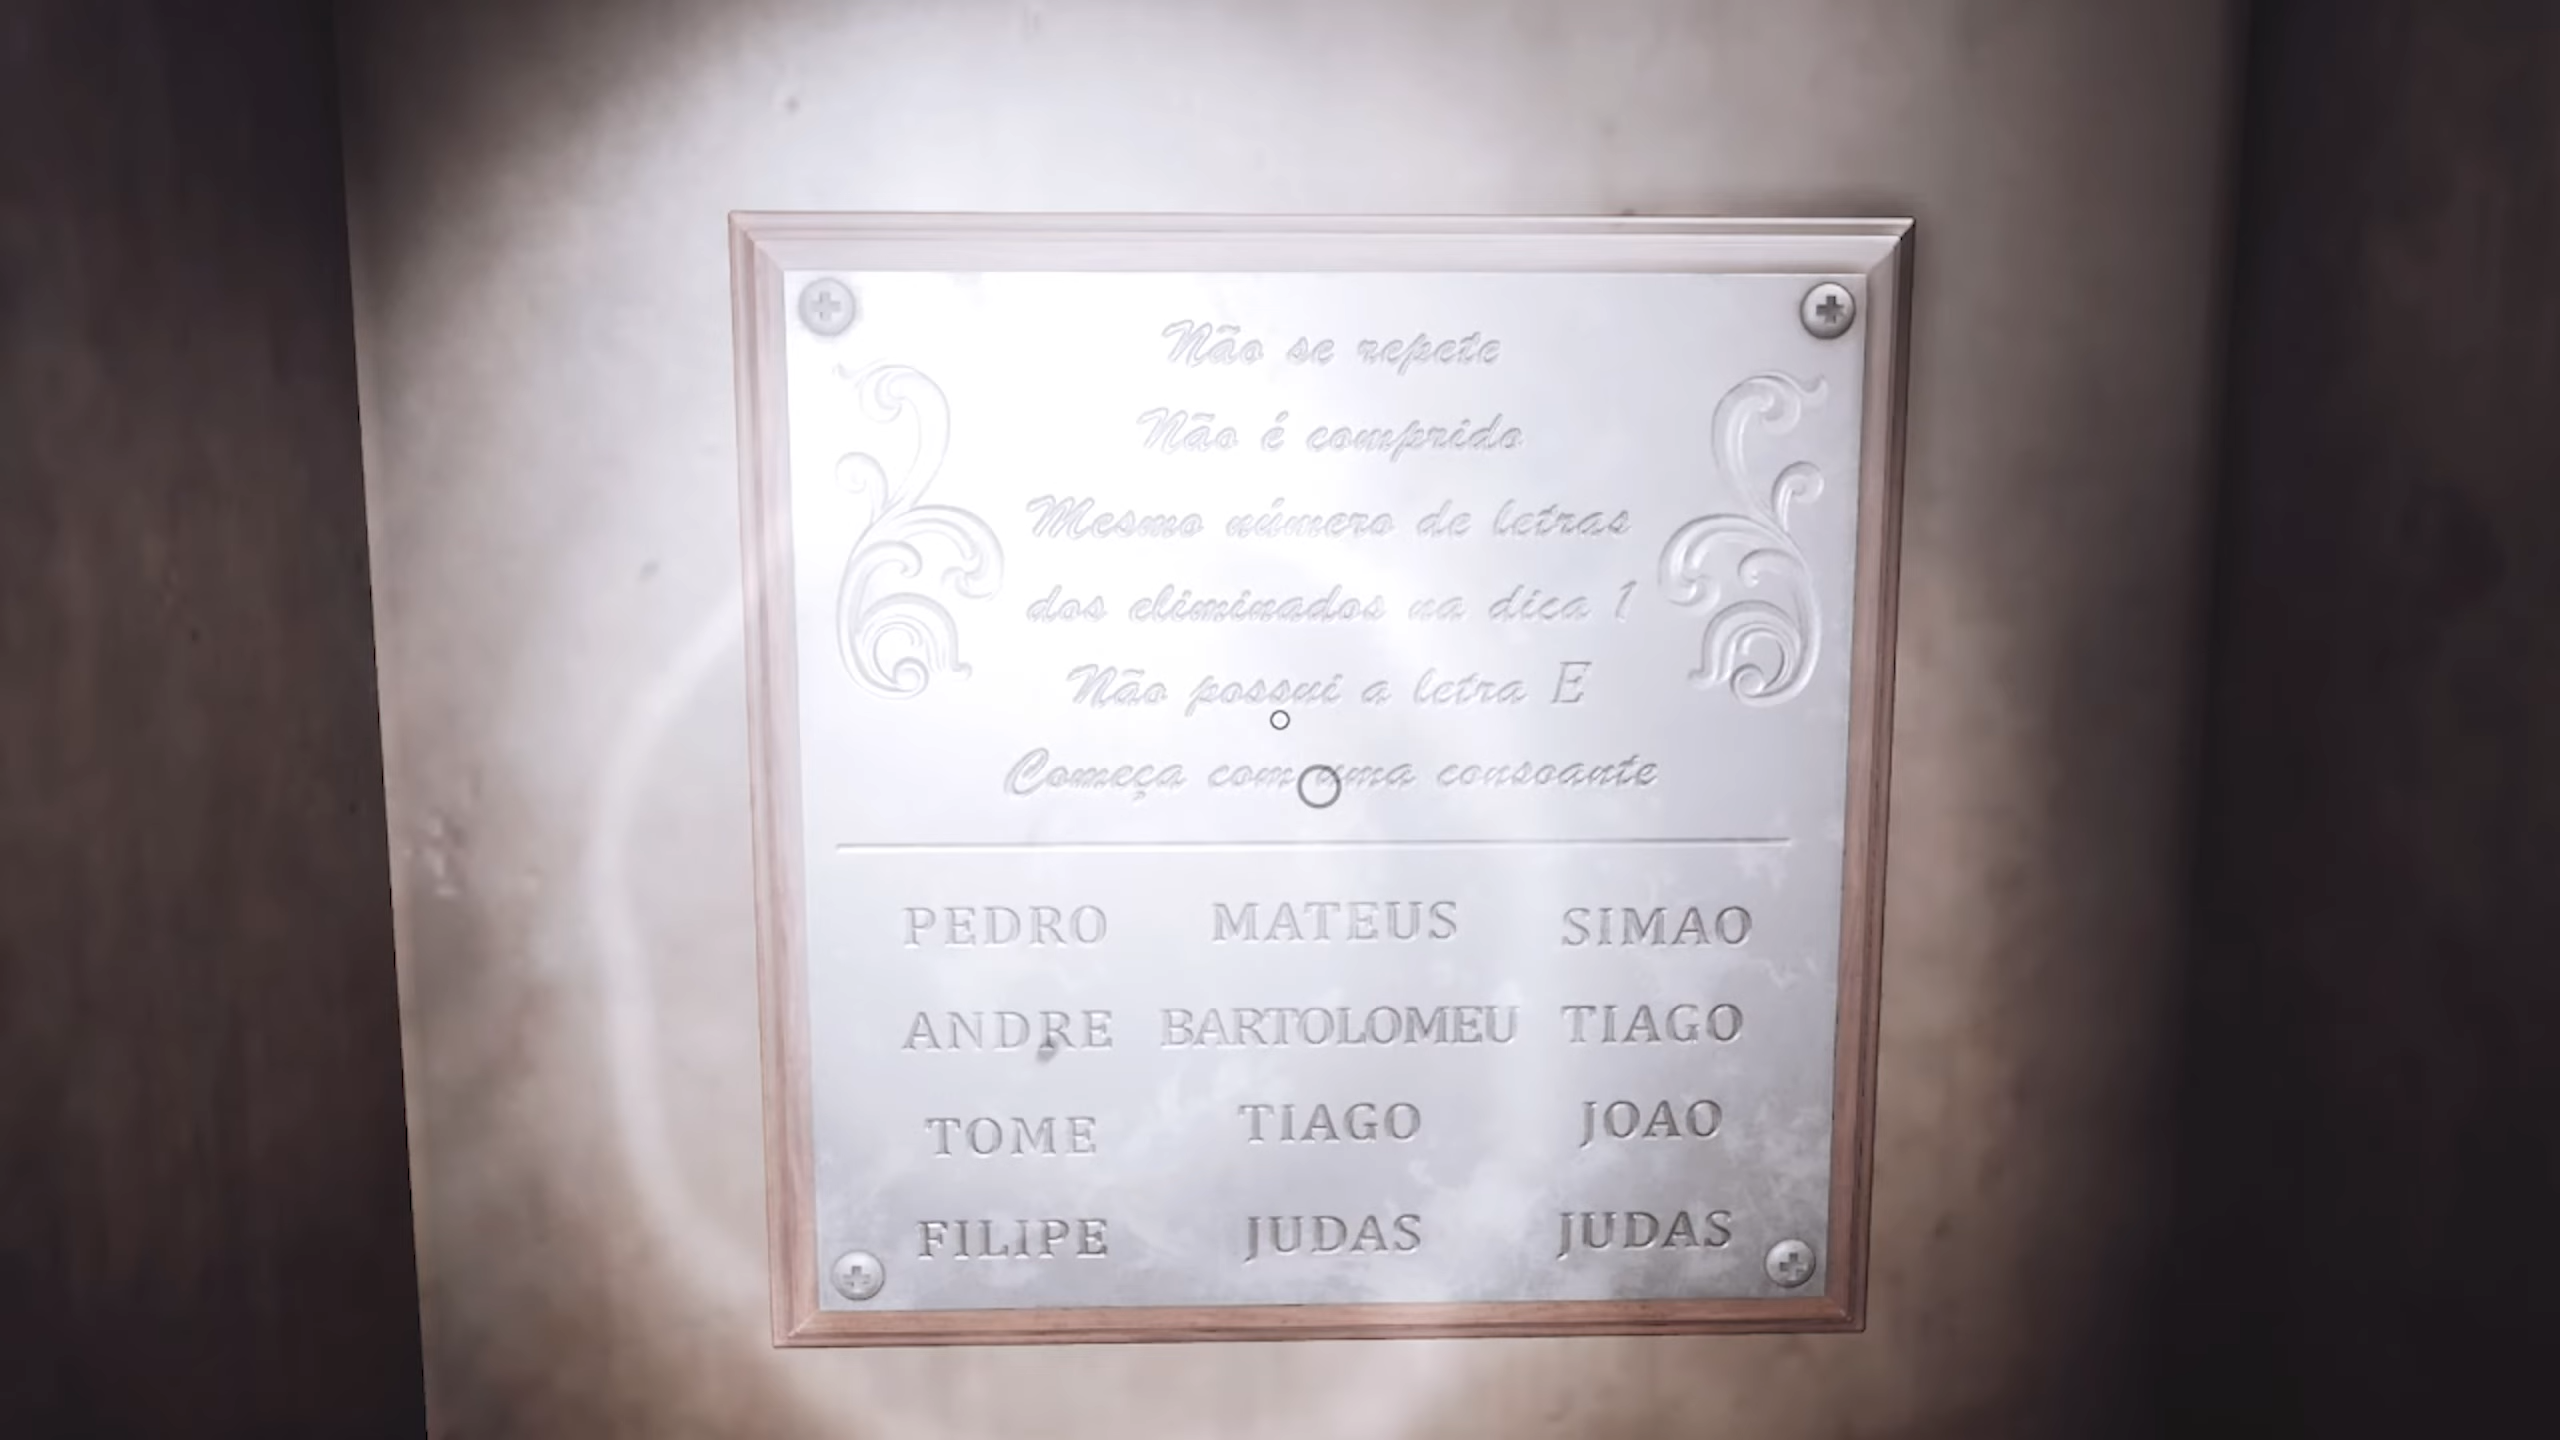 Não se repete
Não é comprido
Mesmo número de letras
dos eliminados na dica 1
Não possui a letra E
Começa com uma consoante
PEDRO MATEUS SIMAO
ANDRE BARTOLOMEU TIAGO
TOME TIAGO JOAO
FILIPE JUDAS JUDAS